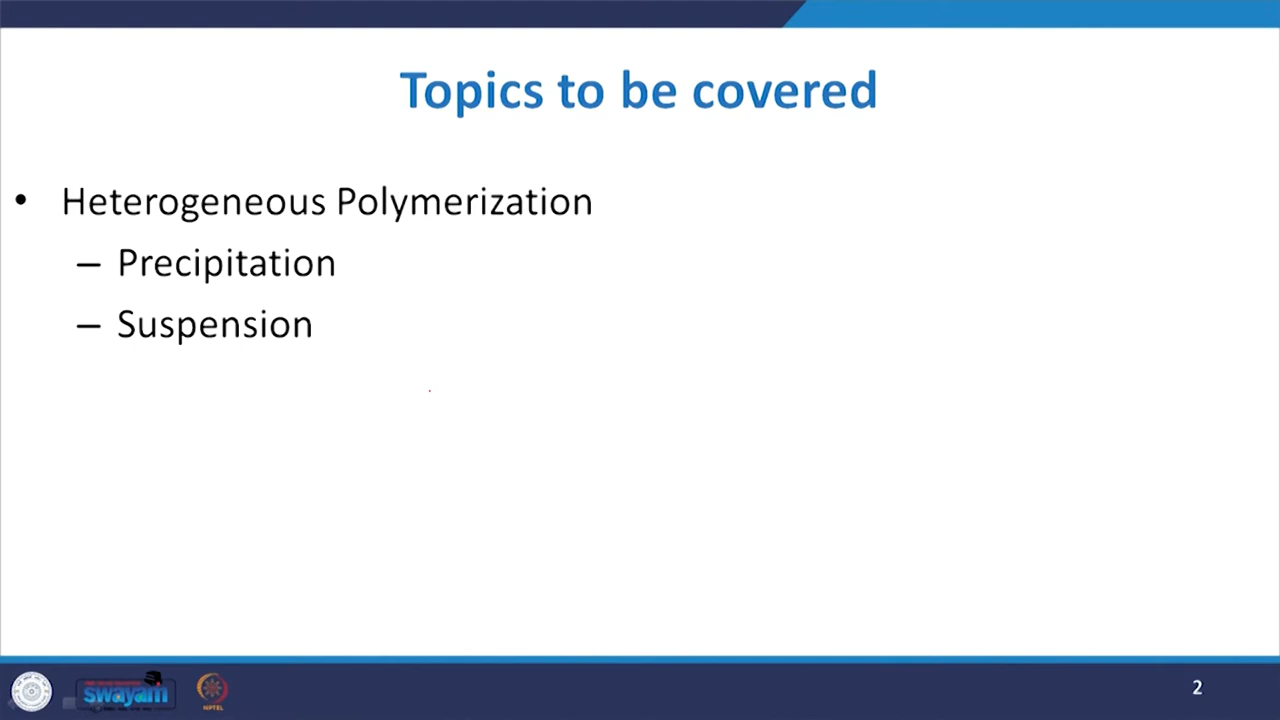 Topics to be covered
• Heterogeneous Polymerization
– Precipitation
– Suspension
swayam
NPTEL
2